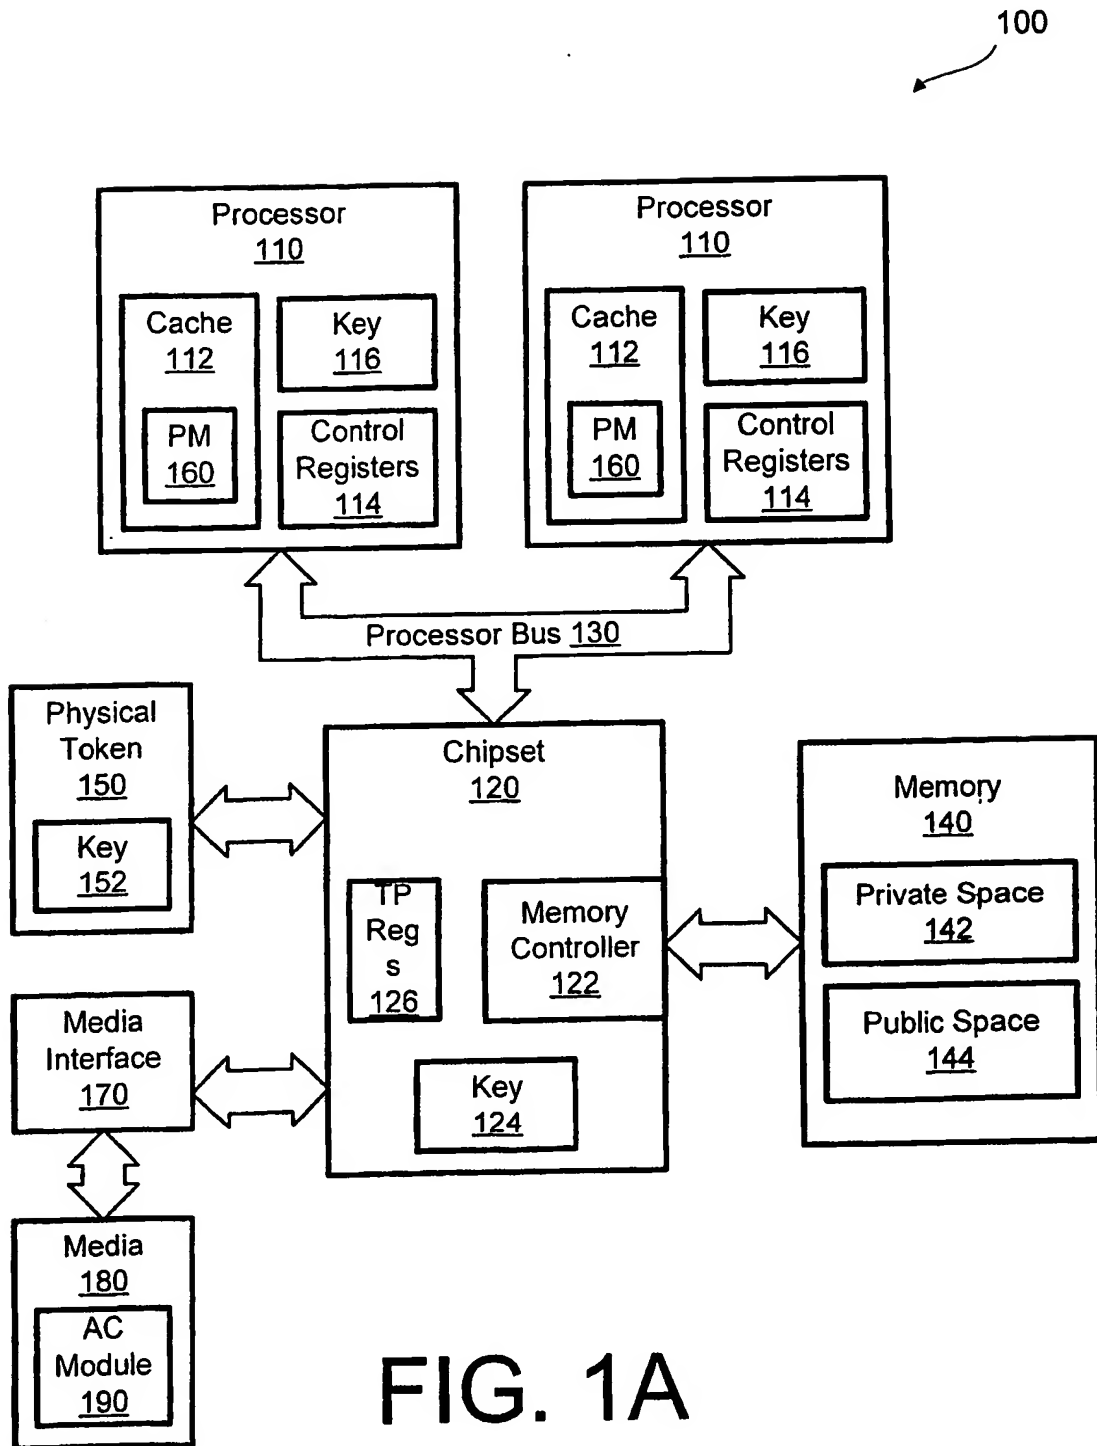 100
Processor
110
Cache
112
PM
160
Key
116
Control
Registers
114
Processor
110
Cache
112
PM
160
Key
116
Control
Registers
114
Processor Bus 130
Physical
Token
150
Key
152
Chipset
120
TP
Reg
s
126
Memory
Controller
122
Key
124
Memory
140
Private Space
142
Public Space
144
Media
Interface
170
Media
180
AC
Module
190
FIG. 1A